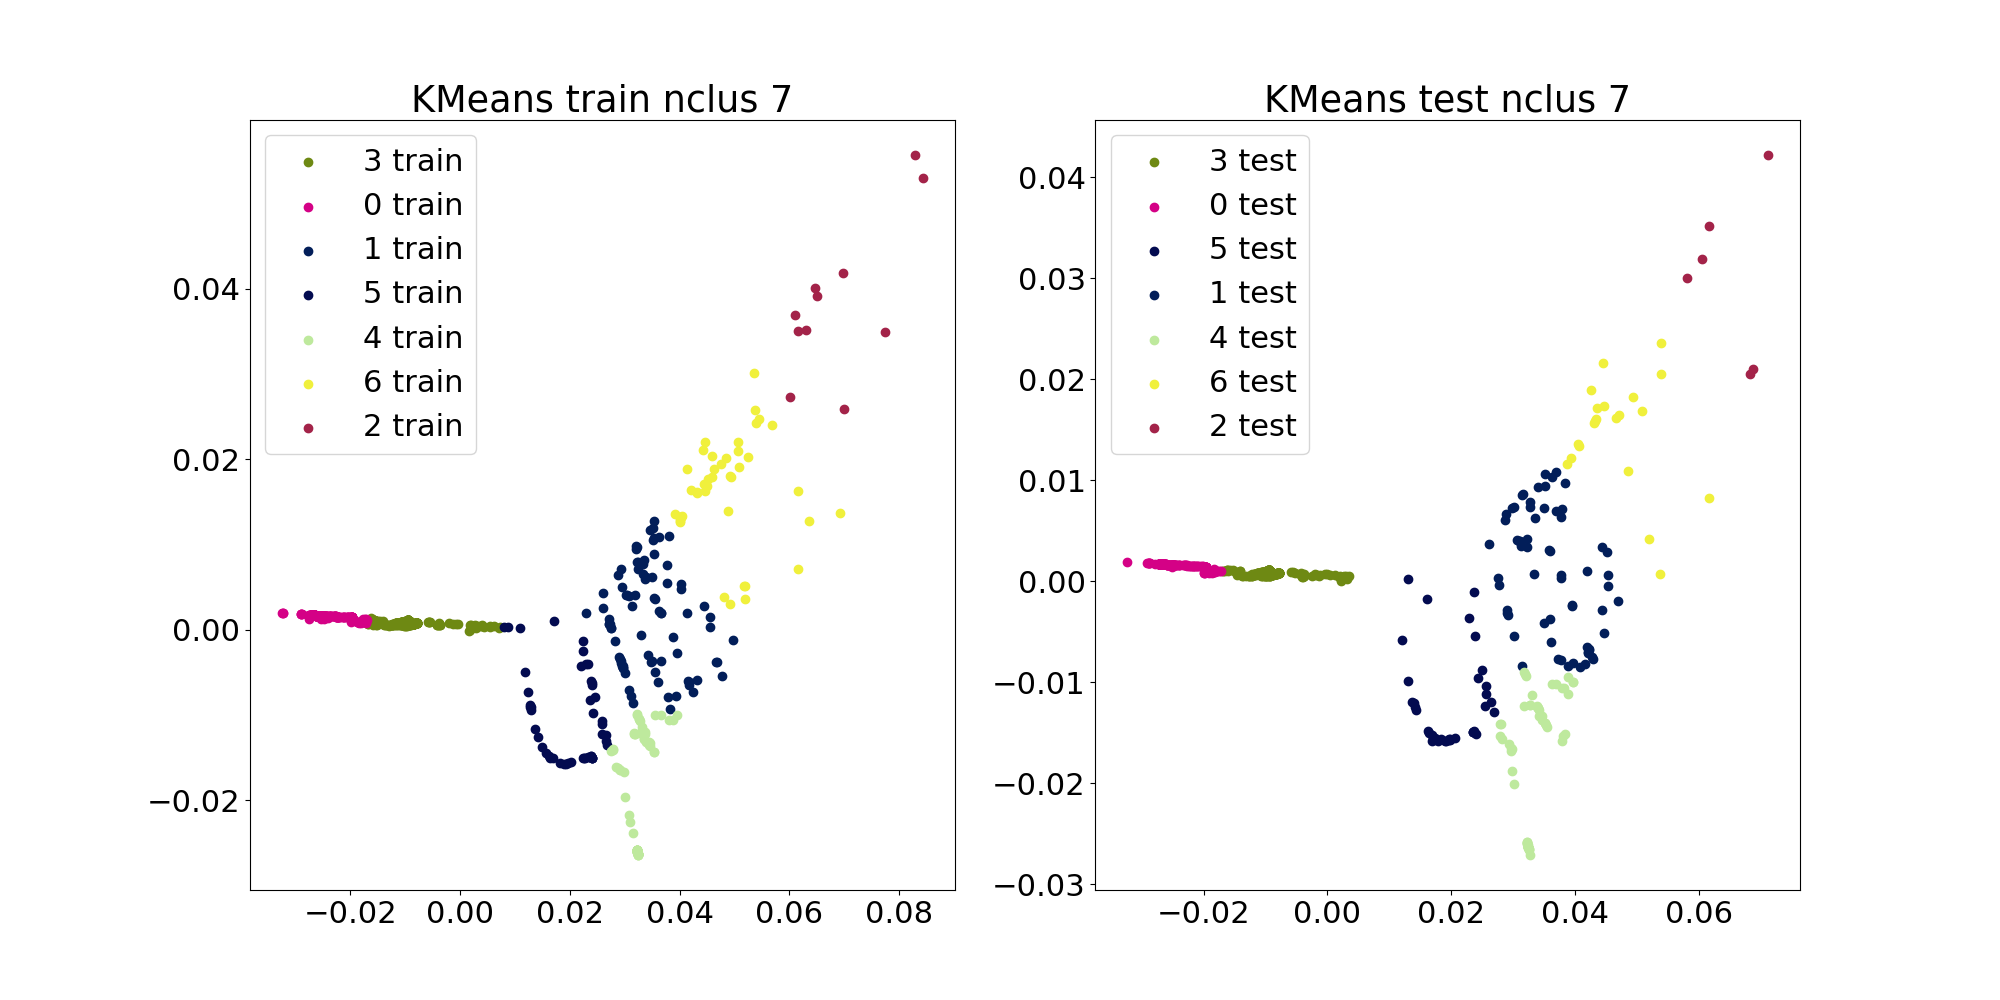 KMeans train nclus 7
3 train
0 train
1 train
5 train
4 train
6 train
2 train
0.04
0.02
0.00
−0.02
−0.02 0.00 0.02 0.04 0.06 0.08
KMeans test nclus 7
3 test
0 test
5 test
1 test
4 test
6 test
2 test
0.04
0.03
0.02
0.01
0.00
−0.01
−0.02
−0.03
−0.02 0.00 0.02 0.04 0.06